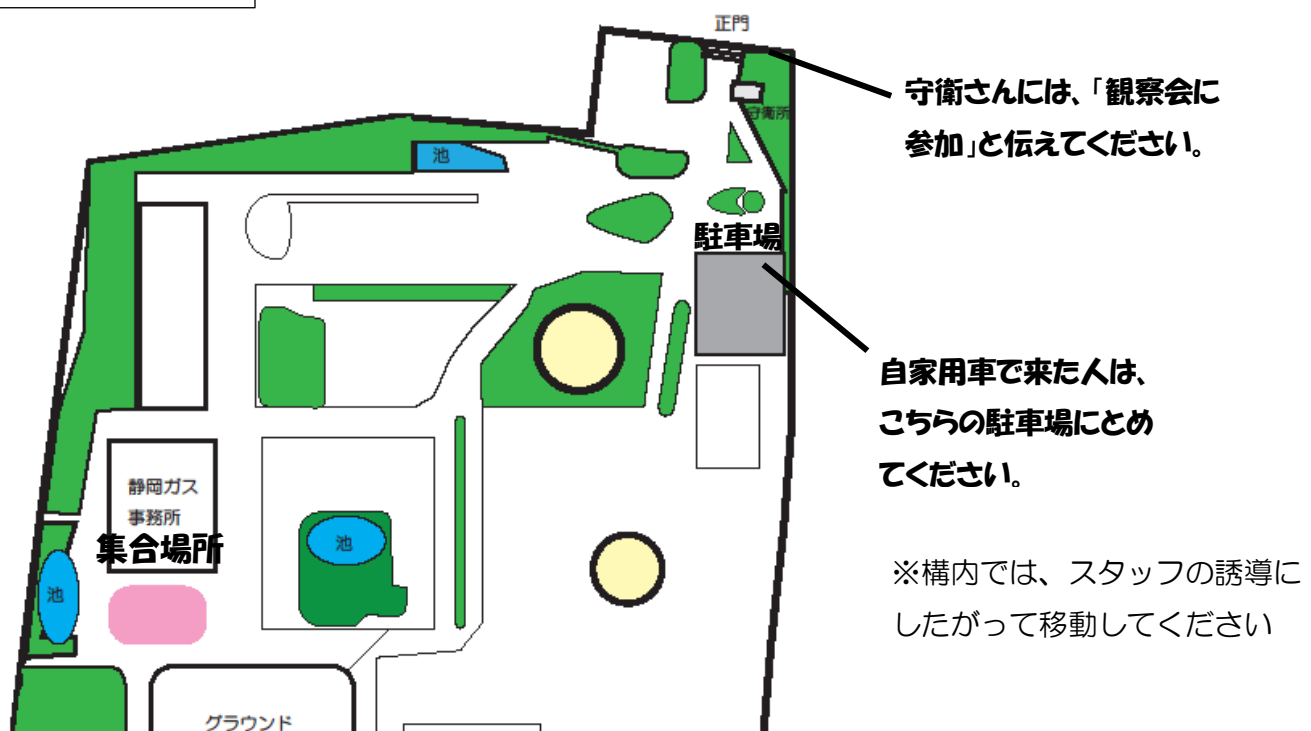 正門
守衛さんには、「観察会に
参加」と伝えてください。
守衛所
池
駐車場
自家用車で来た人は、
こちらの駐車場にとめ
てください。
静岡ガス
事務所
集合場所
池
池
※構内では、スタッフの誘導に
したがって移動してください
グラウンド